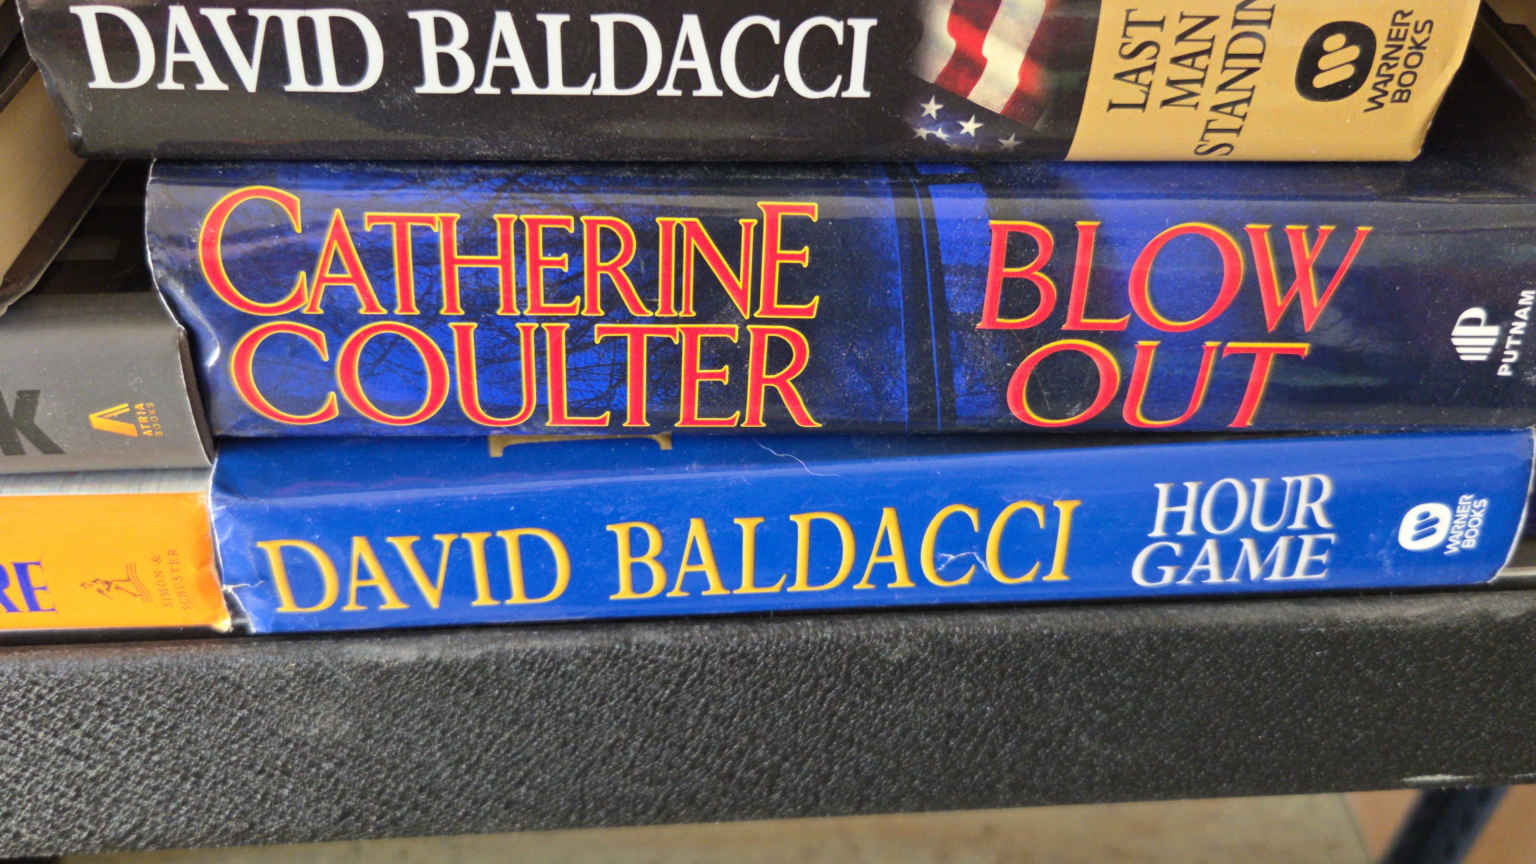 DAVID BALDACCI
LAST
MAN
STANDIN
WARNER
BOOKS
CATHERINE
COULTER
BLOW
OUT
PUTNAM
K
ATRIA
BOOKS
DAVID BALDACCI
HOUR
GAME
WARNER
BOOKS
RE
SIMON &
SCHUSTER